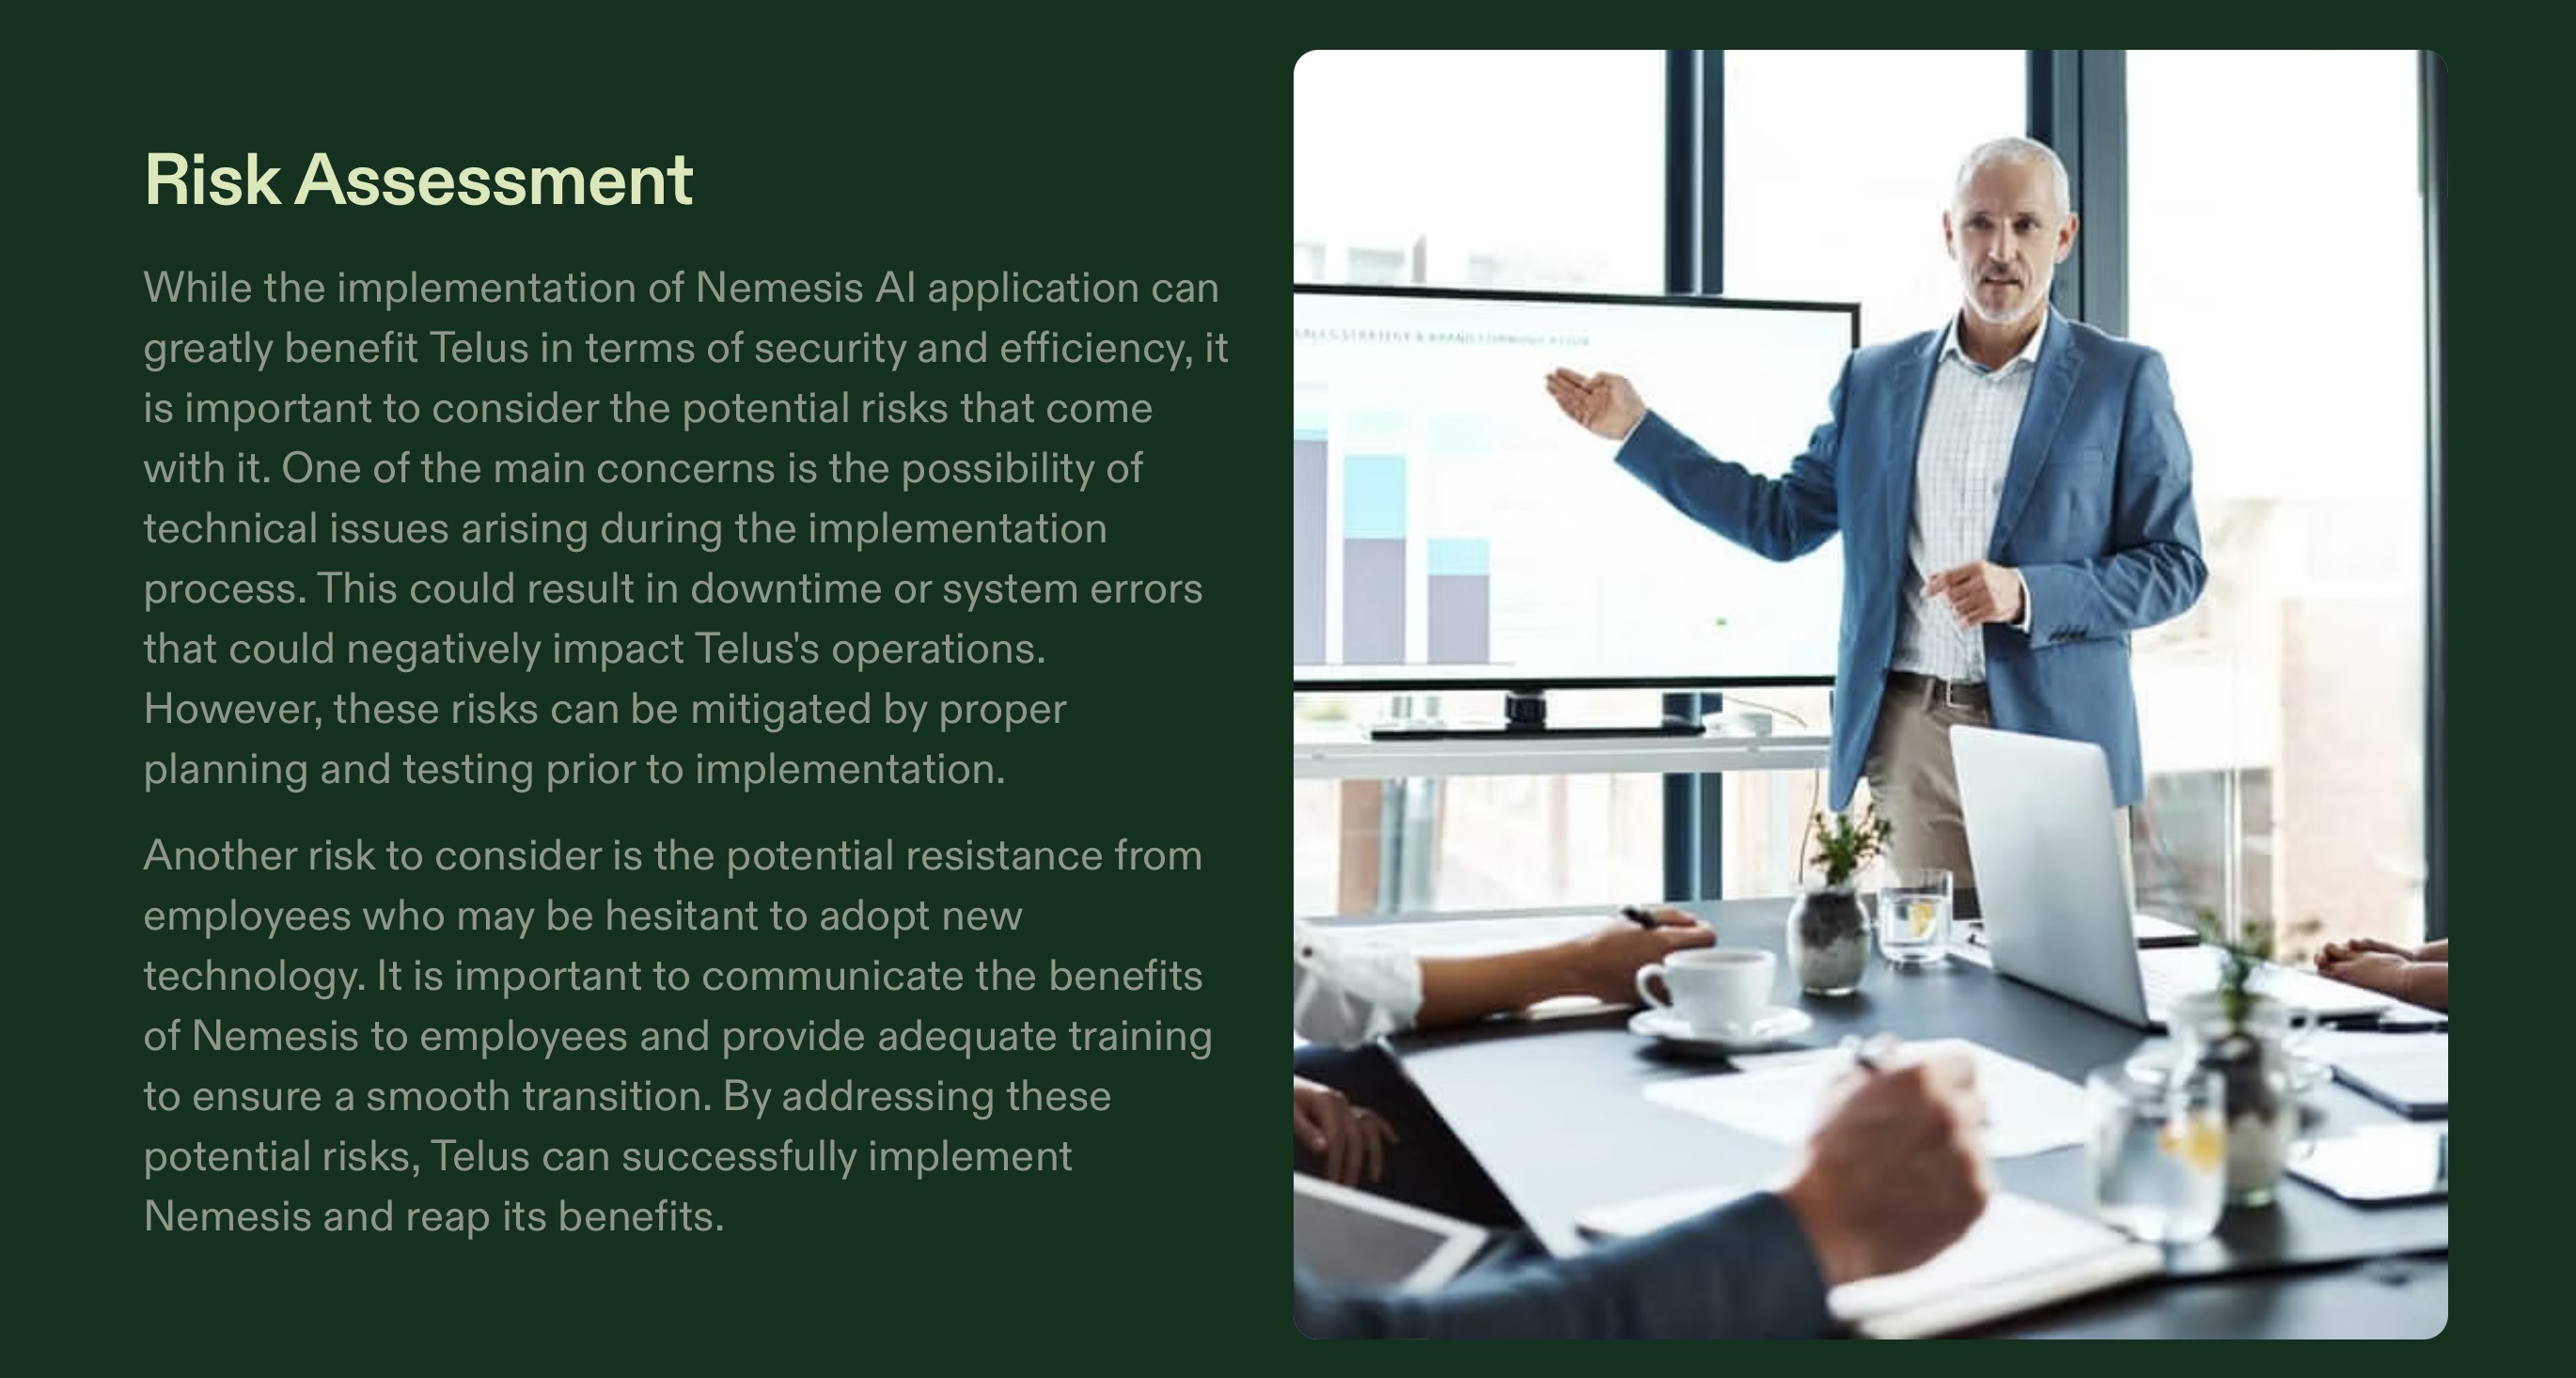 Risk Assessment
While the implementation of Nemesis AI application can
greatly benefit Telus in terms of security and efficiency, it
is important to consider the potential risks that come
with it. One of the main concerns is the possibility of
technical issues arising during the implementation
process. This could result in downtime or system errors
that could negatively impact Telus's operations.
However, these risks can be mitigated by proper
planning and testing prior to implementation.
Another risk to consider is the potential resistance from
employees who may be hesitant to adopt new
technology. It is important to communicate the benefits
of Nemesis to employees and provide adequate training
to ensure a smooth transition. By addressing these
potential risks, Telus can successfully implement
Nemesis and reap its benefits.
SALES STRATEGY & BRAND COMMUNICATION